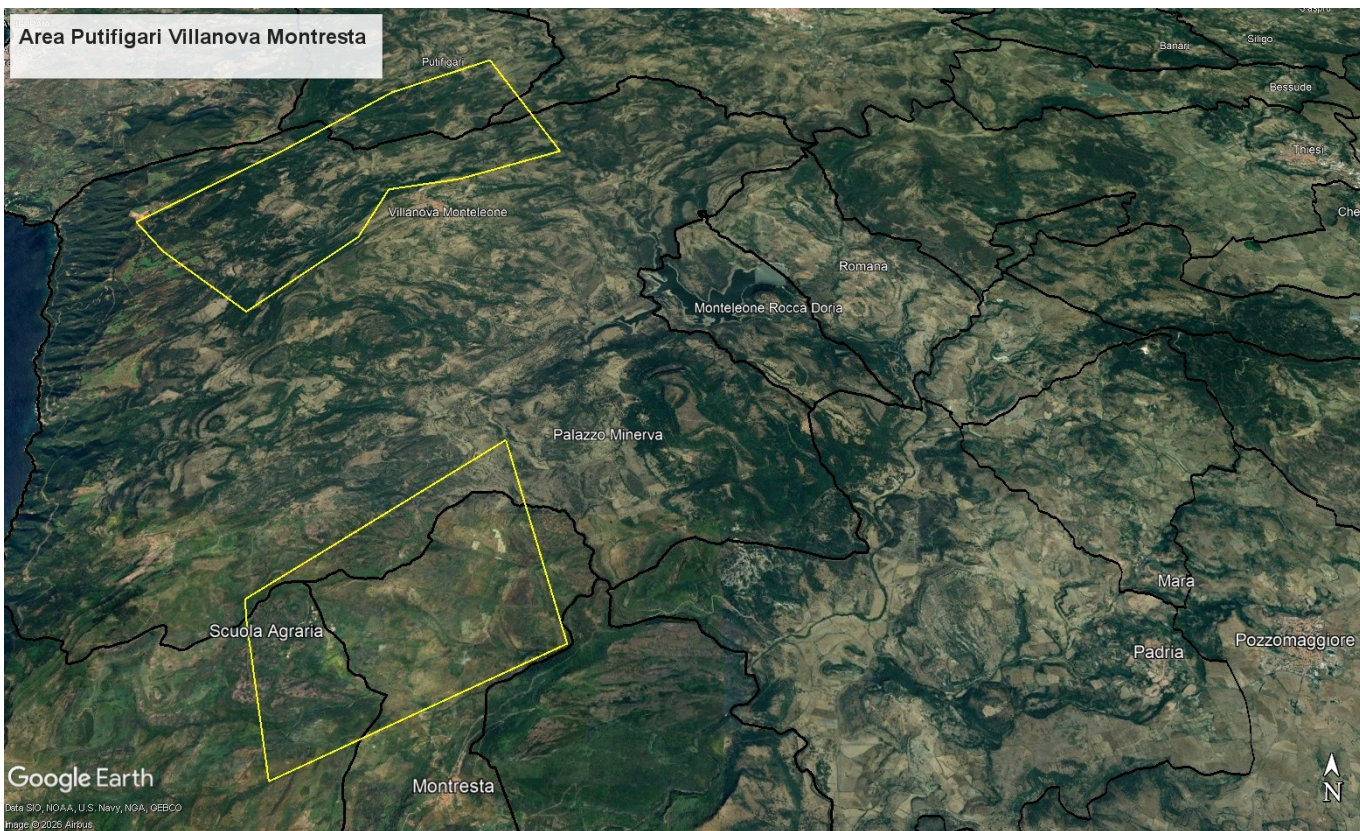 Area Putifigari Villanova Montresta
Putifigari
Banari
Siligo
Bessude
Thiesi
Villanova Monteleone
Romana
Monteleone Rocca Doria
Palazzo Minerva
Mara
Scuola Agraria
Padria
Pozzomaggiore
Montresta
Google Earth
N
Data SIO, NOAA, U.S. Navy, NGA, GEBCO
Image © 2026 Airbus